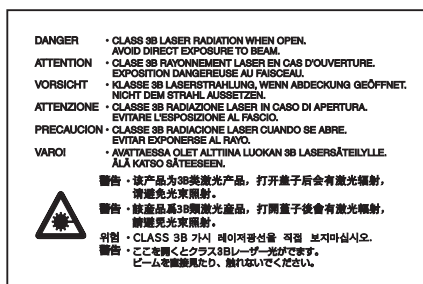 DANGER · CLASS 3B LASER RADIATION WHEN OPEN.
AVOID DIRECT EXPOSURE TO BEAM.
ATTENTION · CLASE 3B RAYONNEMENT LASER EN CAS D'OUVERTURE.
EXPOSITION DANGEREUSE AU FAISCEAU.
VORSICHT · KLASSE 3B LASERSTRAHLUNG, WENN ABDECKUNG GEÖFFNET.
NICHT DEM STRAHL AUSSETZEN.
ATTENZIONE · CLASSE 3B RADIAZIONE LASER IN CASO DI APERTURA.
EVITARE L'ESPOSIZIONE AL FASCIO.
PRECAUCION · CLASSE 3B RADIACIONE LASER CUANDO SE ABRE.
EVITAR EXPONERSE AL RAYO.
VARO! · AVATTAESSA OLET ALTTIINA LUOKAN 3B LASERSÄTEILYLLE.
ÄLÄ KATSO SÄTEESEEN.
警告 · 该产品为3B类激光产品，打开盖子后会有激光辐射，
请避免光束照射。
警告 · 該產品爲3B類激光產品，打開蓋子後會有激光輻射，
請避免光束照射。
위험 · CLASS 3B 가시 레이저광선을 직접 보지마십시오.
警告 · ここを開くとクラス3Bレーザー光がでます。
ビームを直接見たり、触れないでください。